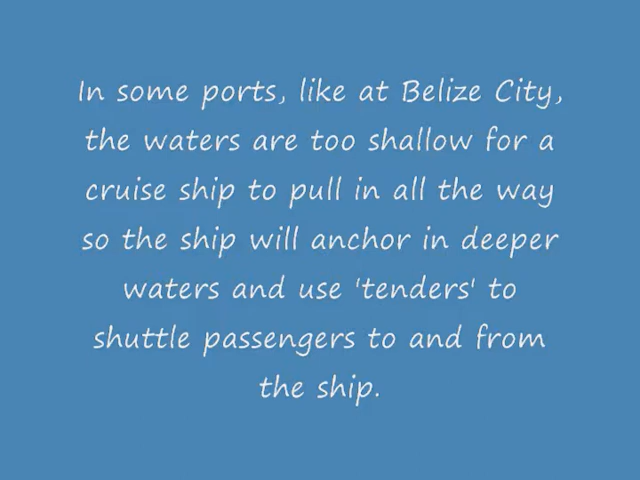 In some ports, like at Belize City,
the waters are too shallow for a
cruise ship to pull in all the way
so the ship will anchor in deeper
waters and use 'tenders' to
shuttle passengers to and from
the ship.